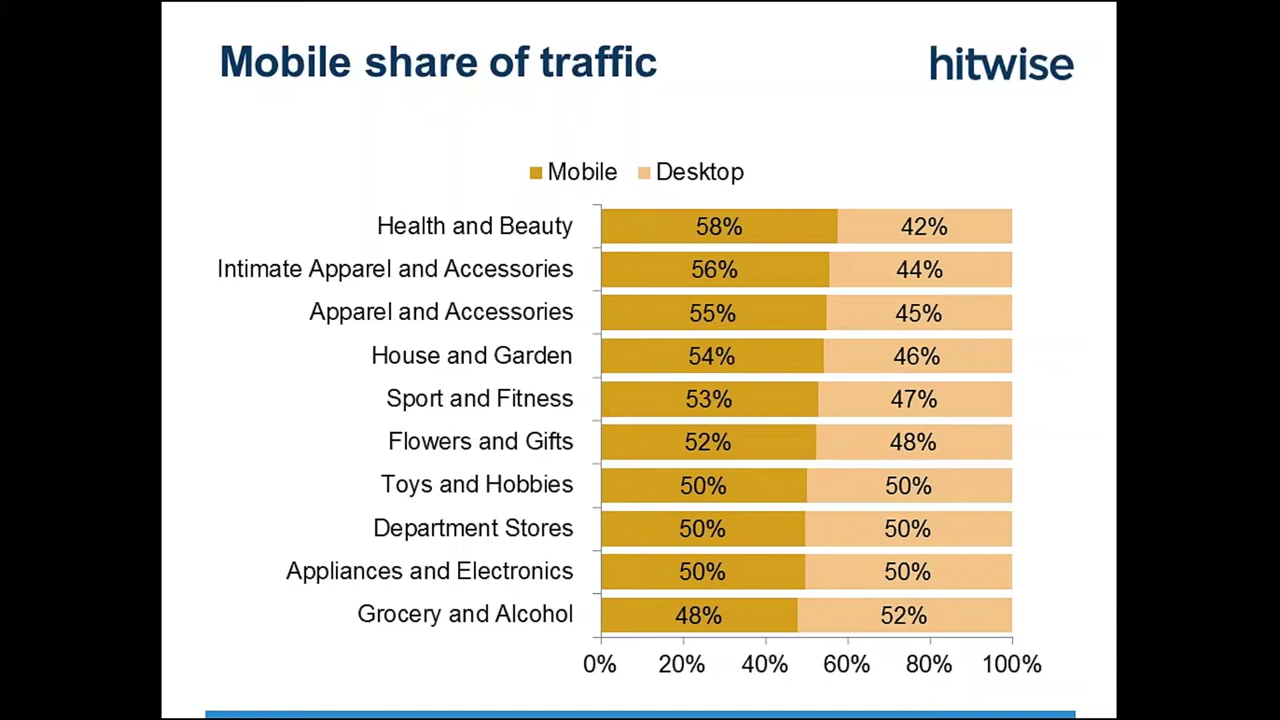 Mobile share of traffic
hitwise
Mobile Desktop
Health and Beauty 58% 42%
Intimate Apparel and Accessories 56% 44%
Apparel and Accessories 55% 45%
House and Garden 54% 46%
Sport and Fitness 53% 47%
Flowers and Gifts 52% 48%
Toys and Hobbies 50% 50%
Department Stores 50% 50%
Appliances and Electronics 50% 50%
Grocery and Alcohol 48% 52%
0% 20% 40% 60% 80% 100%